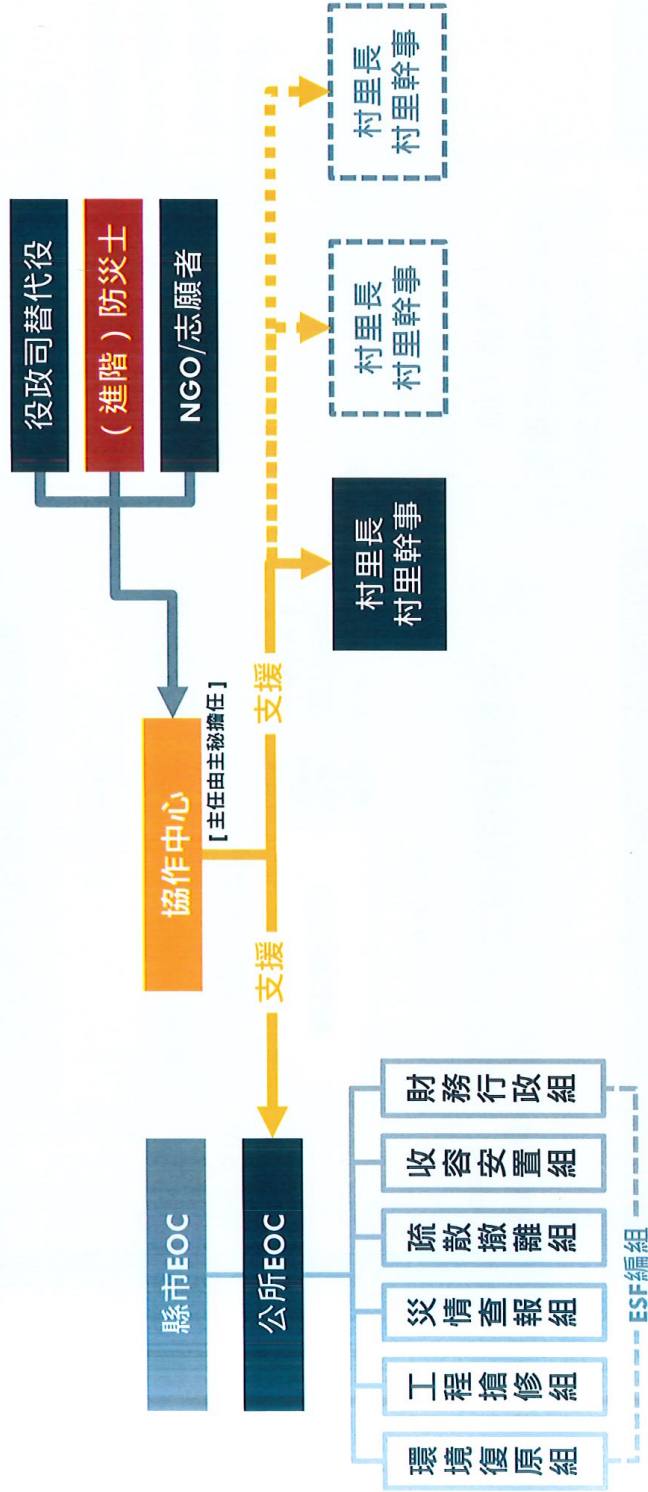 役政司替代役
（進階）防災士
NGO/志願者
協作中心
[主任由主秘擔任]
縣市EOC
公所EOC
支援
支援
環境復原組
工程搶修組
災情查報組
疏散撤離組
收容安置組
財務行政組
ESF編組
村里長
村里幹事
村里長
村里幹事
村里長
村里幹事